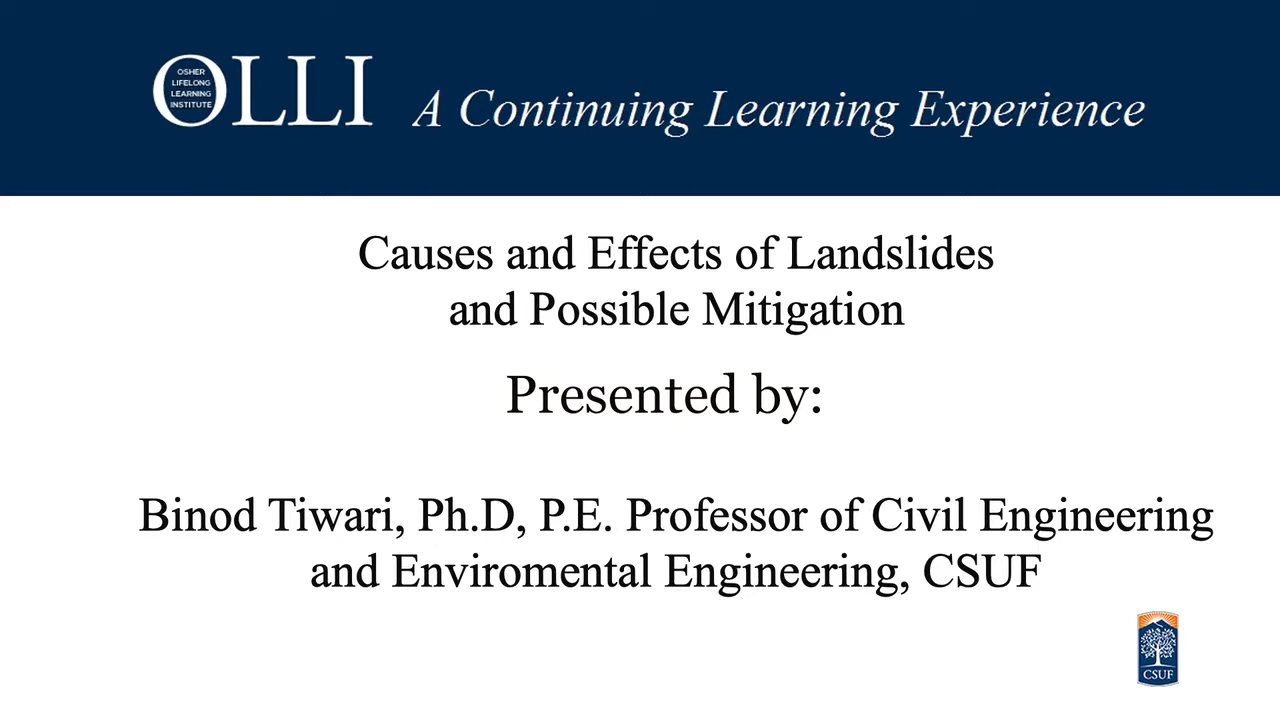 OLLI
OSHER
LIFELONG
LEARNING
INSTITUTE
A Continuing Learning Experience
Causes and Effects of Landslides
and Possible Mitigation
Presented by:
Binod Tiwari, Ph.D, P.E. Professor of Civil Engineering
and Enviromental Engineering, CSUF
CSUF